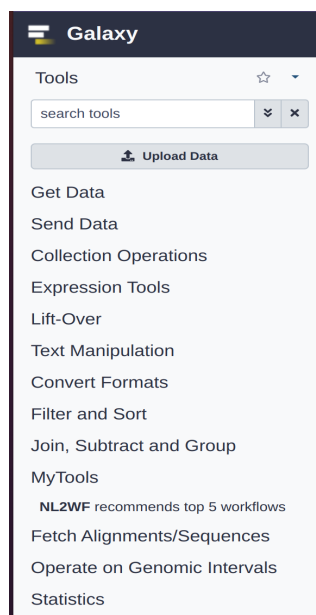 Galaxy
Tools
search tools
Upload Data
Get Data
Send Data
Collection Operations
Expression Tools
Lift-Over
Text Manipulation
Convert Formats
Filter and Sort
Join, Subtract and Group
MyTools
NL2WF recommends top 5 workflows
Fetch Alignments/Sequences
Operate on Genomic Intervals
Statistics